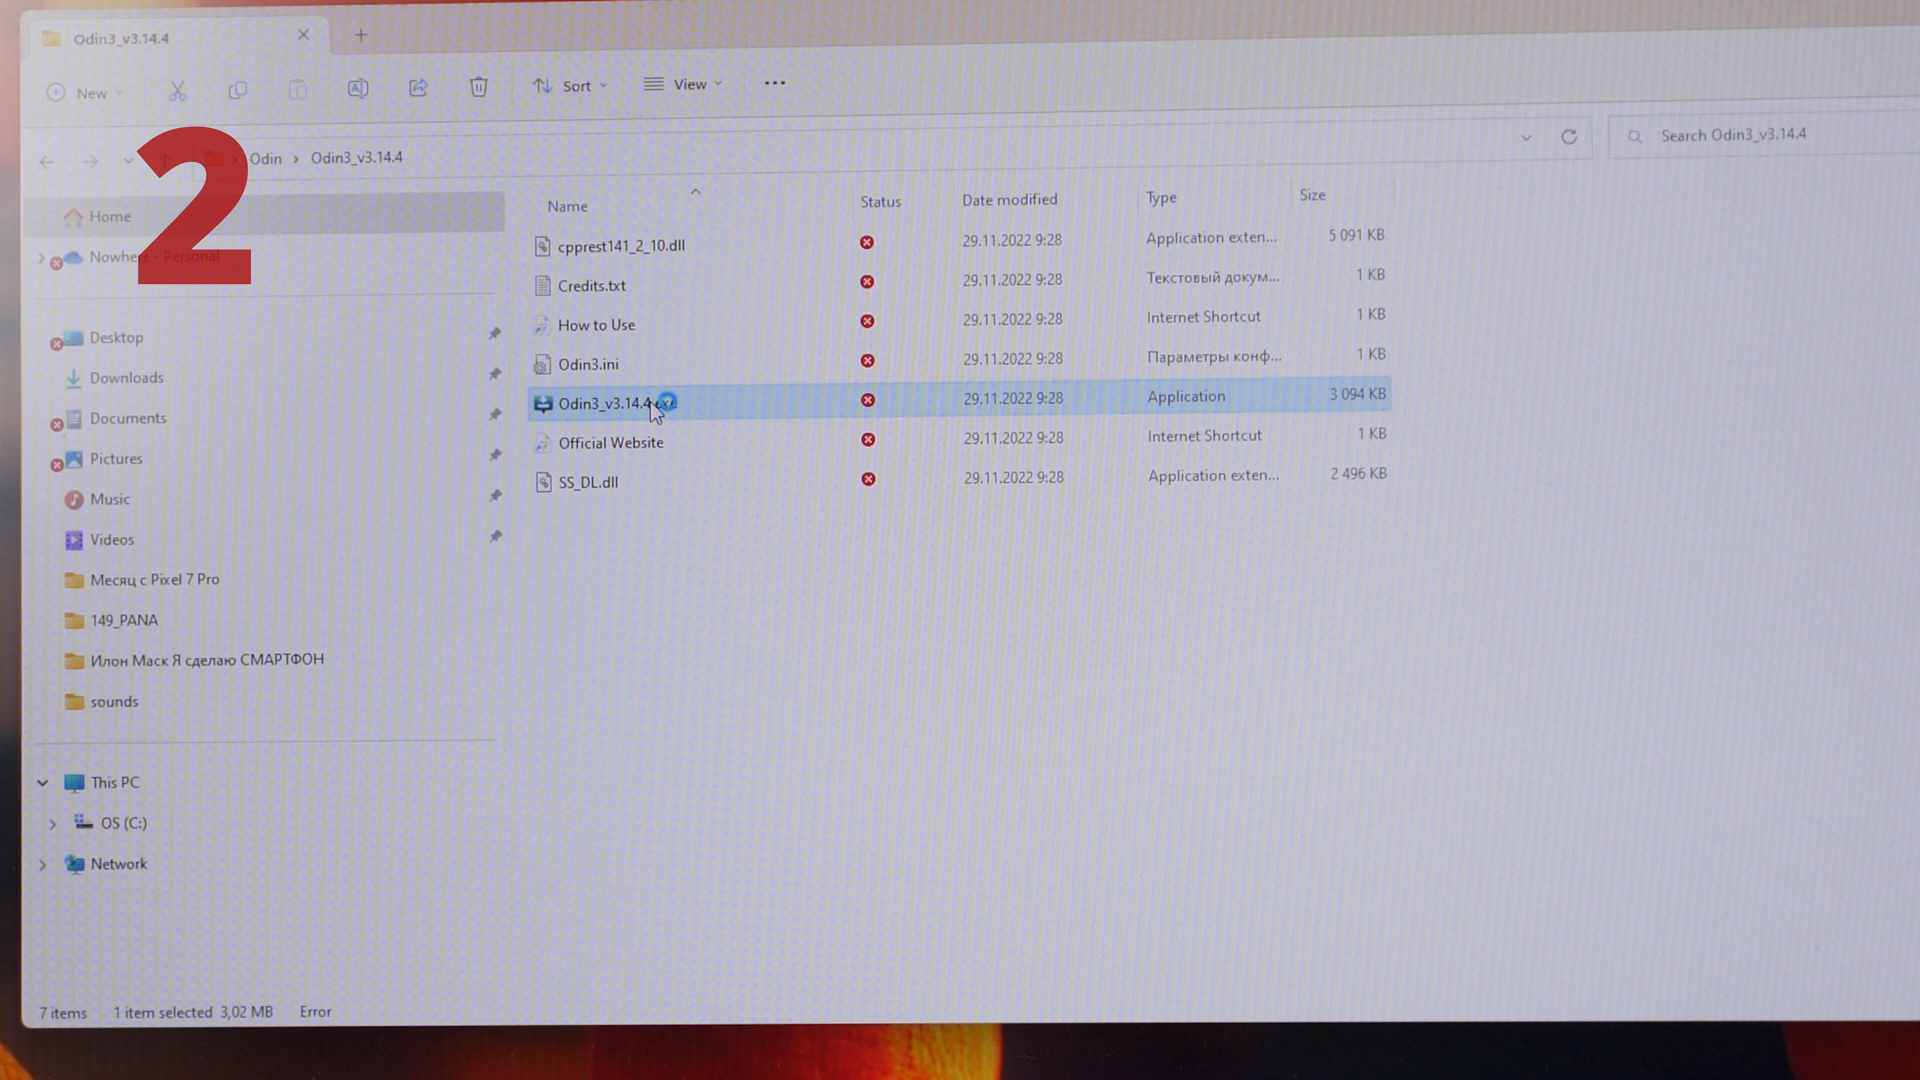 Odin3_v3.14.4
New
Sort
View
Odin
Odin3_v3.14.4
Search Odin3_v3.14.4
2
Home
Nowhere - Personal
Desktop
Downloads
Documents
Pictures
Music
Videos
Месяц с Pixel 7 Pro
149_PANA
Илон Маск Я сделаю СМАРТФОН
sounds
This PC
OS (C:)
Network
Name Status Date modified Type Size
cpprest141_2_10.dll 29.11.2022 9:28 Application exten... 5 091 KB
Credits.txt 29.11.2022 9:28 Текстовый докум... 1 KB
How to Use 29.11.2022 9:28 Internet Shortcut 1 KB
Odin3.ini 29.11.2022 9:28 Параметры конф... 1 KB
Odin3_v3.14.4 29.11.2022 9:28 Application 3 094 KB
Official Website 29.11.2022 9:28 Internet Shortcut 1 KB
SS_DL.dll 29.11.2022 9:28 Application exten... 2 496 KB
7 items 1 item selected 3,02 MB Error